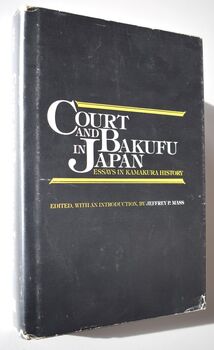 COURT
AND BAKUFU
IN JAPAN
ESSAYS IN KAMAKURA HISTORY
EDITED, WITH AN INTRODUCTION, BY JEFFREY P. MASS